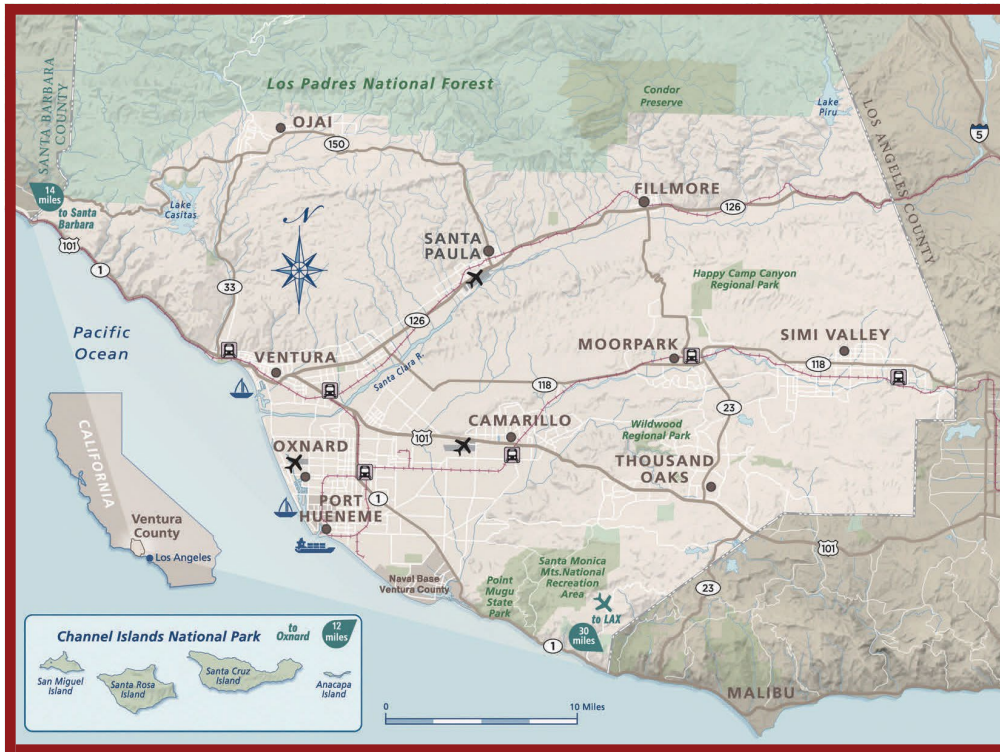 SANTA BARBARA
COUNTY
Los Padres National Forest
Condor
Preserve
Lake
Piru
LOS ANGELES COUNTY
5
OJAI
150
14
miles
to Santa
Barbara
Lake
Casitas
101
1
33
N
FILLMORE
126
SANTA
PAULA
126
Happy Camp Canyon
Regional Park
Pacific
Ocean
Santa Clara R.
VENTURA
MOORPARK
SIMI VALLEY
118
118
23
CAMARILLO
101
Wildwood
Regional Park
OXNARD
THOUSAND
OAKS
PORT
HUENEME
1
101
CALIFORNIA
Ventura
County
Los Angeles
Naval Base
Ventura County
Point
Mugu
State
Park
Santa Monica
Mts.National
Recreation
Area
to LAX
23
1
30
miles
MALIBU
Channel Islands National Park
to
Oxnard
12
miles
San Miguel
Island
Santa Rosa
Island
Santa Cruz
Island
Anacapa
Island
0
10 Miles